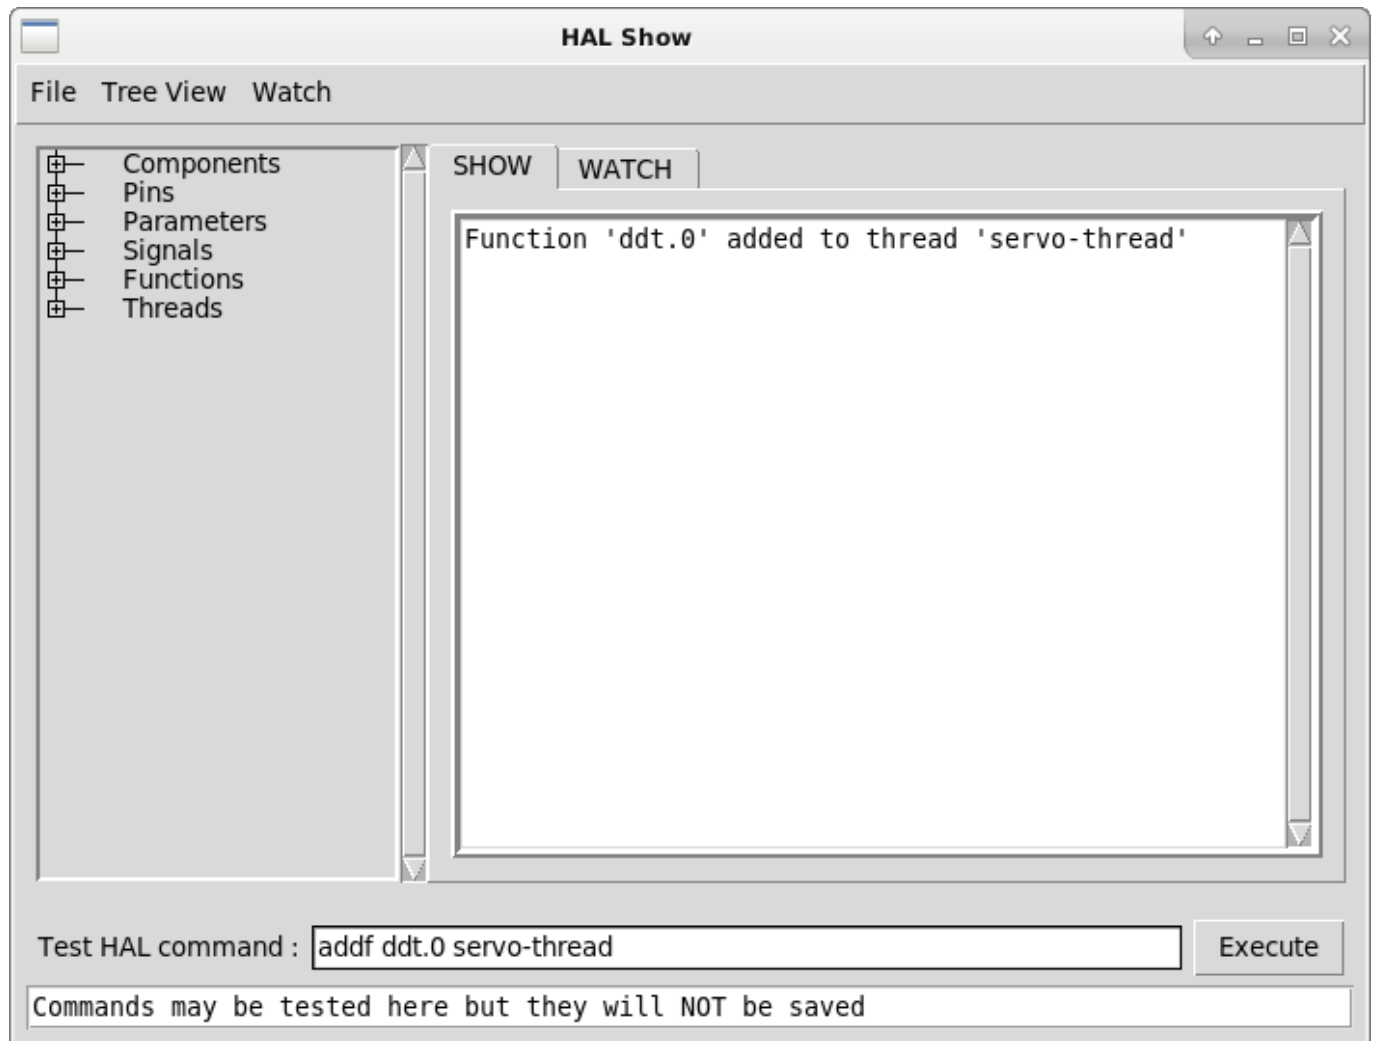 HAL Show
File Tree View Watch
Components
Pins
Parameters
Signals
Functions
Threads
SHOW WATCH
Function 'ddt.0' added to thread 'servo-thread'
Test HAL command : addf ddt.0 servo-thread Execute
Commands may be tested here but they will NOT be saved